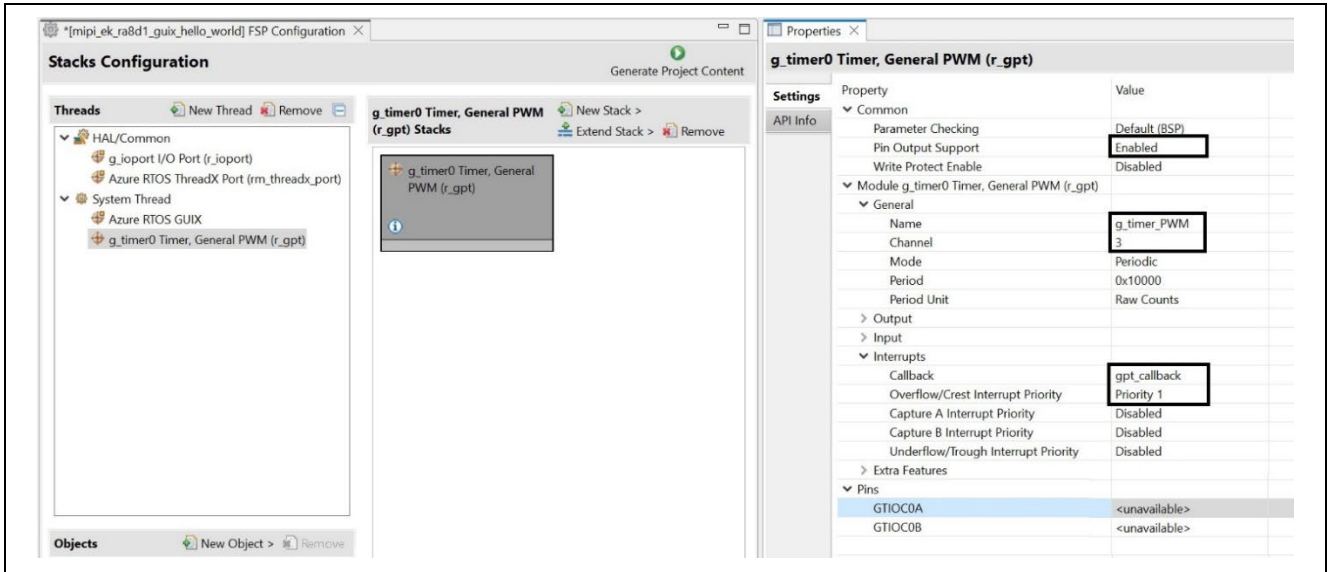 *[mipi_ek_ra8d1_guix_hello_world] FSP Configuration
Stacks Configuration
Generate Project Content
Threads
New Thread
Remove
HAL/Common
g_ioport I/O Port (r_ioport)
Azure RTOS ThreadX Port (rm_threadx_port)
System Thread
Azure RTOS GUIX
g_timer0 Timer, General PWM (r_gpt)
Objects
New Object >
Remove
g_timer0 Timer, General PWM
(r_gpt) Stacks
New Stack >
Extend Stack >
Remove
g_timer0 Timer, General
PWM (r_gpt)
Properties
g_timer0 Timer, General PWM (r_gpt)
Settings
API Info
Property Value
Common
Parameter Checking Default (BSP)
Pin Output Support Enabled
Write Protect Enable Disabled
Module g_timer0 Timer, General PWM (r_gpt)
General
Name g_timer_PWM
Channel 3
Mode Periodic
Period 0x10000
Period Unit Raw Counts
Output
Input
Interrupts
Callback gpt_callback
Overflow/Crest Interrupt Priority Priority 1
Capture A Interrupt Priority Disabled
Capture B Interrupt Priority Disabled
Underflow/Trough Interrupt Priority Disabled
Extra Features
Pins
GTIOC0A <unavailable>
GTIOC0B <unavailable>